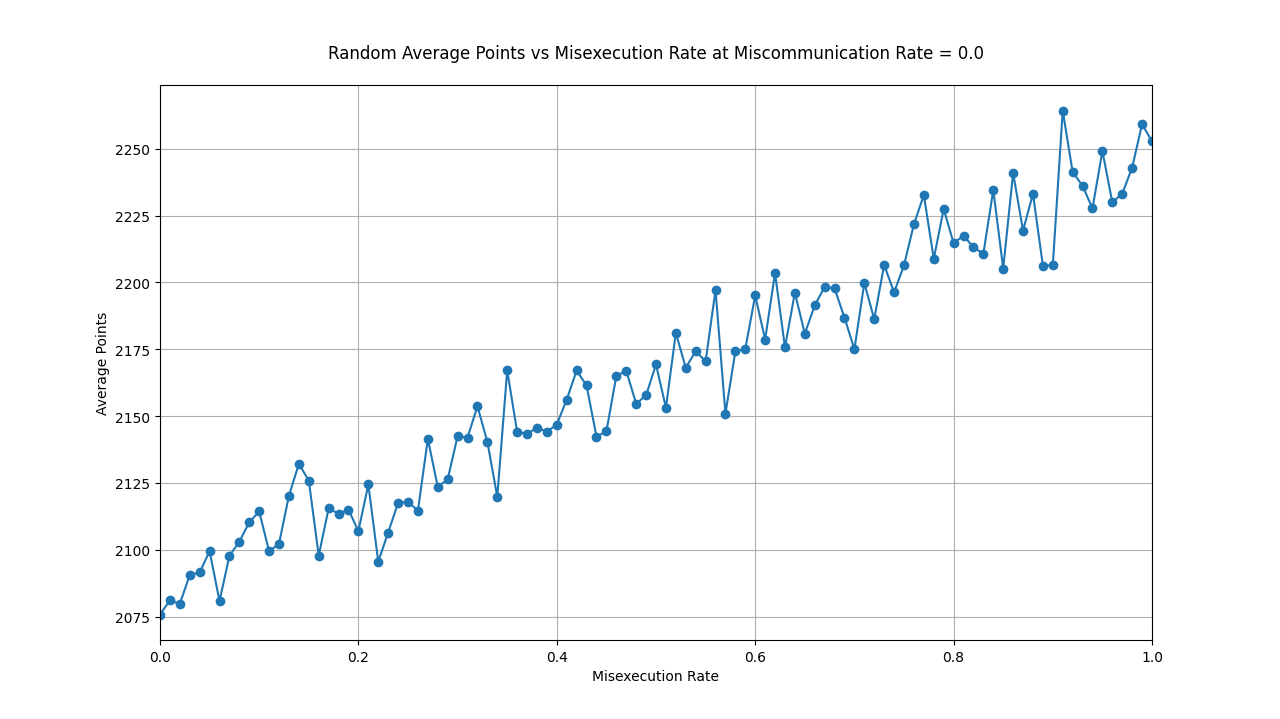 Random Average Points vs Misexecution Rate at Miscommunication Rate = 0.0
2250
2225
2200
2175
2150
2125
2100
2075
Average Points
0.0 0.2 0.4 0.6 0.8 1.0
Misexecution Rate